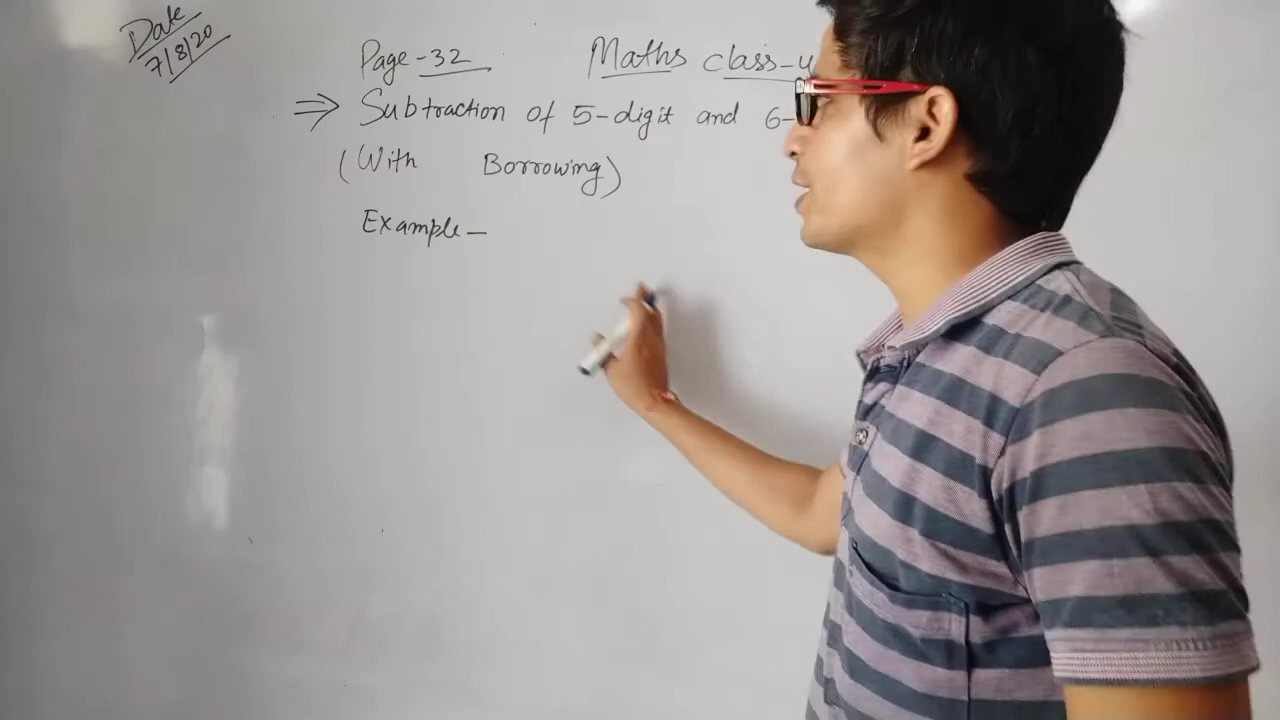 Date
7/8/20
Page-32 Maths class-4
⇒ Subtraction of 5-digit and 6-
(With Borrowing)
Example-